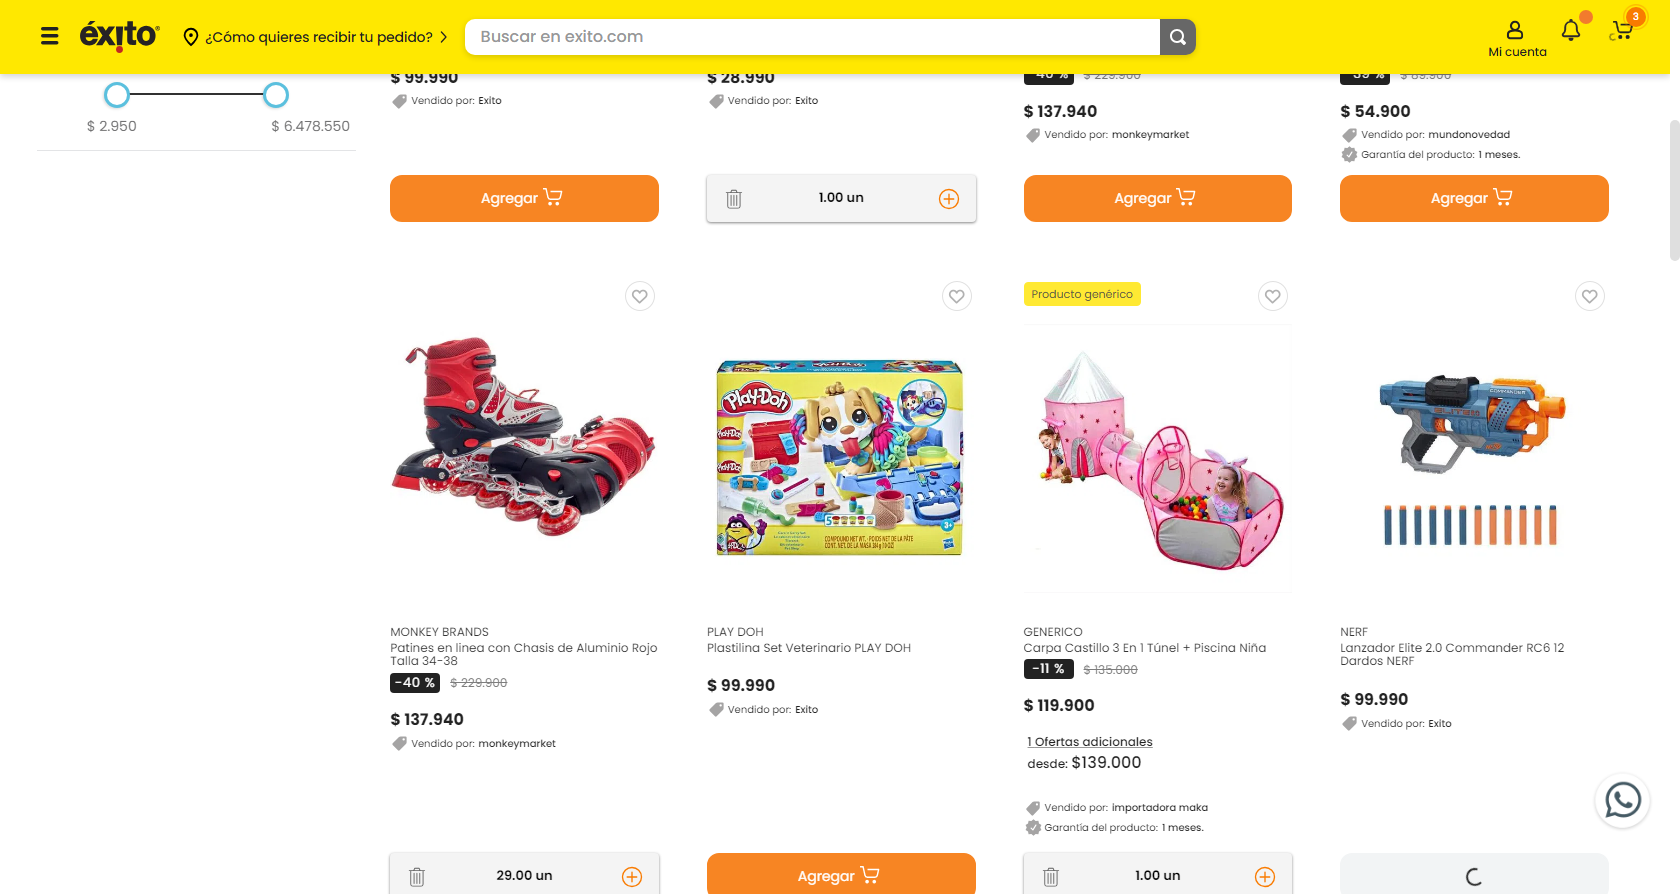 éxito
¿Cómo quieres recibir tu pedido?
Buscar en exito.com
Mi cuenta
3
$ 2.950
$ 6.478.550
$ 99.990
Vendido por: Exito
Agregar
$ 28.990
Vendido por: Exito
1.00 un
-40 % $ 229.900
$ 137.940
Vendido por: monkeymarket
Agregar
-39 % $ 89.900
$ 54.900
Vendido por: mundonovedad
Garantía del producto: 1 meses.
Agregar
MONKEY BRANDS
Patines en linea con Chasis de Aluminio Rojo
Talla 34-38
-40 % $ 229.900
$ 137.940
Vendido por: monkeymarket
29.00 un
Play-Doh
PLAY DOH
Plastilina Set Veterinario PLAY DOH
$ 99.990
Vendido por: Exito
Agregar
Producto genérico
GENERICO
Carpa Castillo 3 En 1 Túnel + Piscina Niña
-11 % $ 135.000
$ 119.900
1 Ofertas adicionales
desde: $139.000
Vendido por: importadora maka
Garantía del producto: 1 meses.
1.00 un
NERF
Lanzador Elite 2.0 Commander RC6 12
Dardos NERF
$ 99.990
Vendido por: Exito